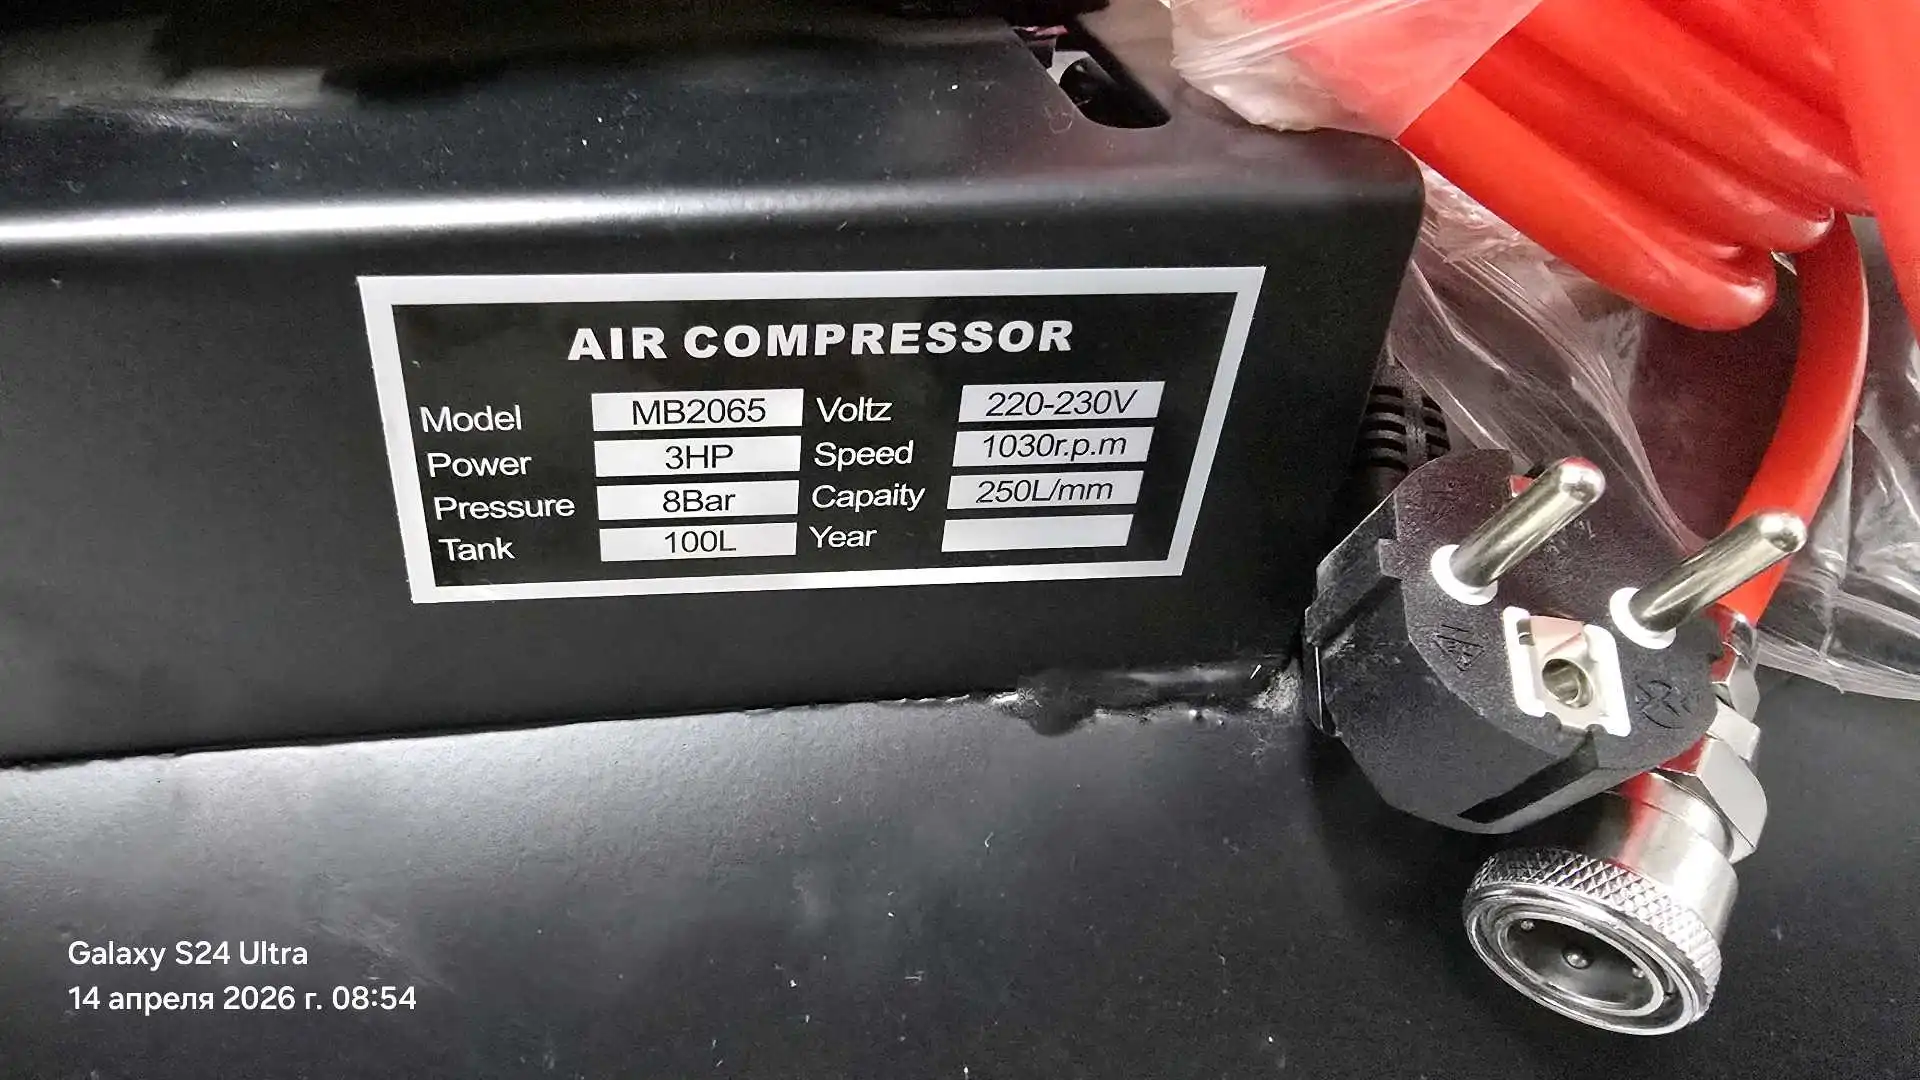 AIR COMPRESSOR
Model MB2065 Voltz 220-230V
Power 3HP Speed 1030r.p.m
Pressure 8Bar Capaity 250L/mm
Tank 100L Year
Galaxy S24 Ultra
14 апреля 2026 г. 08:54